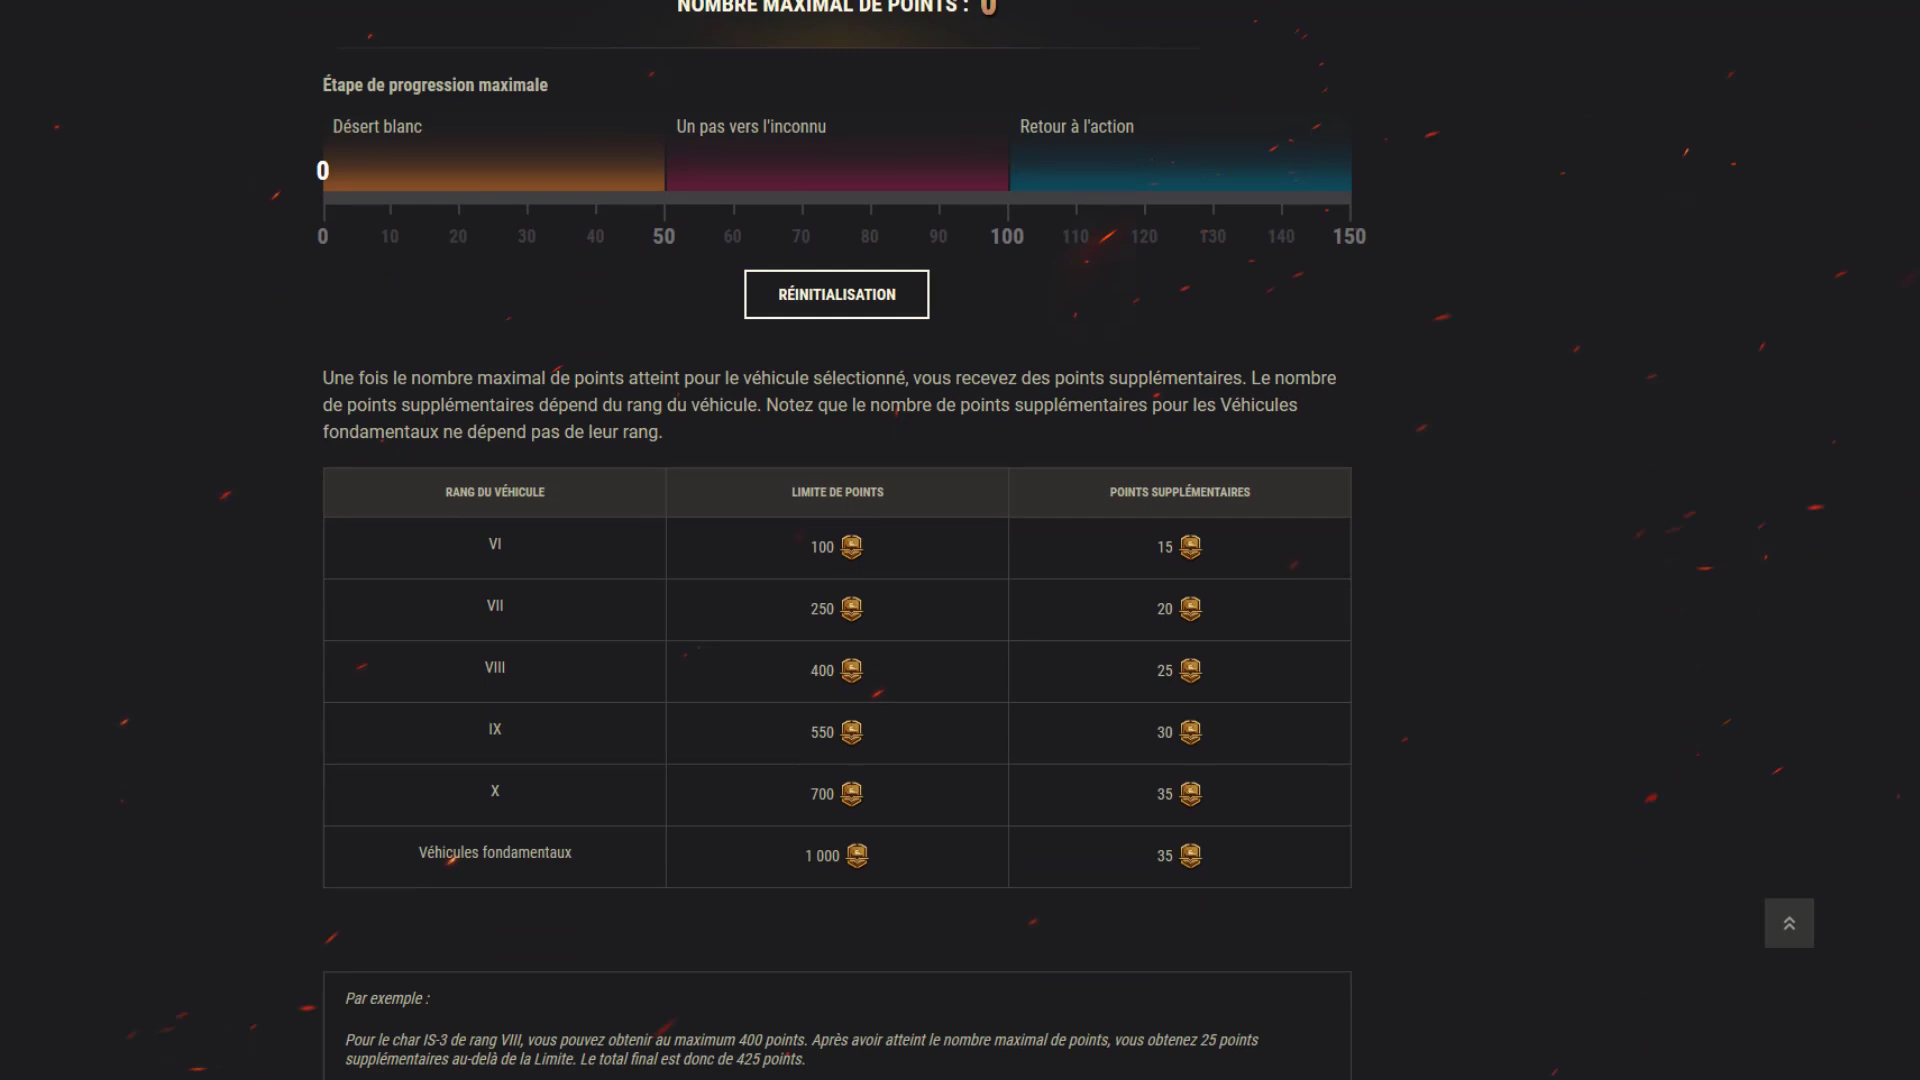 NOMBRE MAXIMAL DE POINTS : 0
Étape de progression maximale
Désert blanc
Un pas vers l'inconnu
Retour à l'action
0
0 10 20 30 40 50 60 70 80 90 100 110 120 130 140 150
RÉINITIALISATION
Une fois le nombre maximal de points atteint pour le véhicule sélectionné, vous recevez des points supplémentaires. Le nombre
de points supplémentaires dépend du rang du véhicule. Notez que le nombre de points supplémentaires pour les Véhicules
fondamentaux ne dépend pas de leur rang.
RANG DU VÉHICULE LIMITE DE POINTS POINTS SUPPLÉMENTAIRES
VI 100 15
VII 250 20
VIII 400 25
IX 550 30
X 700 35
Véhicules fondamentaux 1 000 35
Par exemple :
Pour le char IS-3 de rang VIII, vous pouvez obtenir au maximum 400 points. Après avoir atteint le nombre maximal de points, vous obtenez 25 points
supplémentaires au-delà de la Limite. Le total final est donc de 425 points.